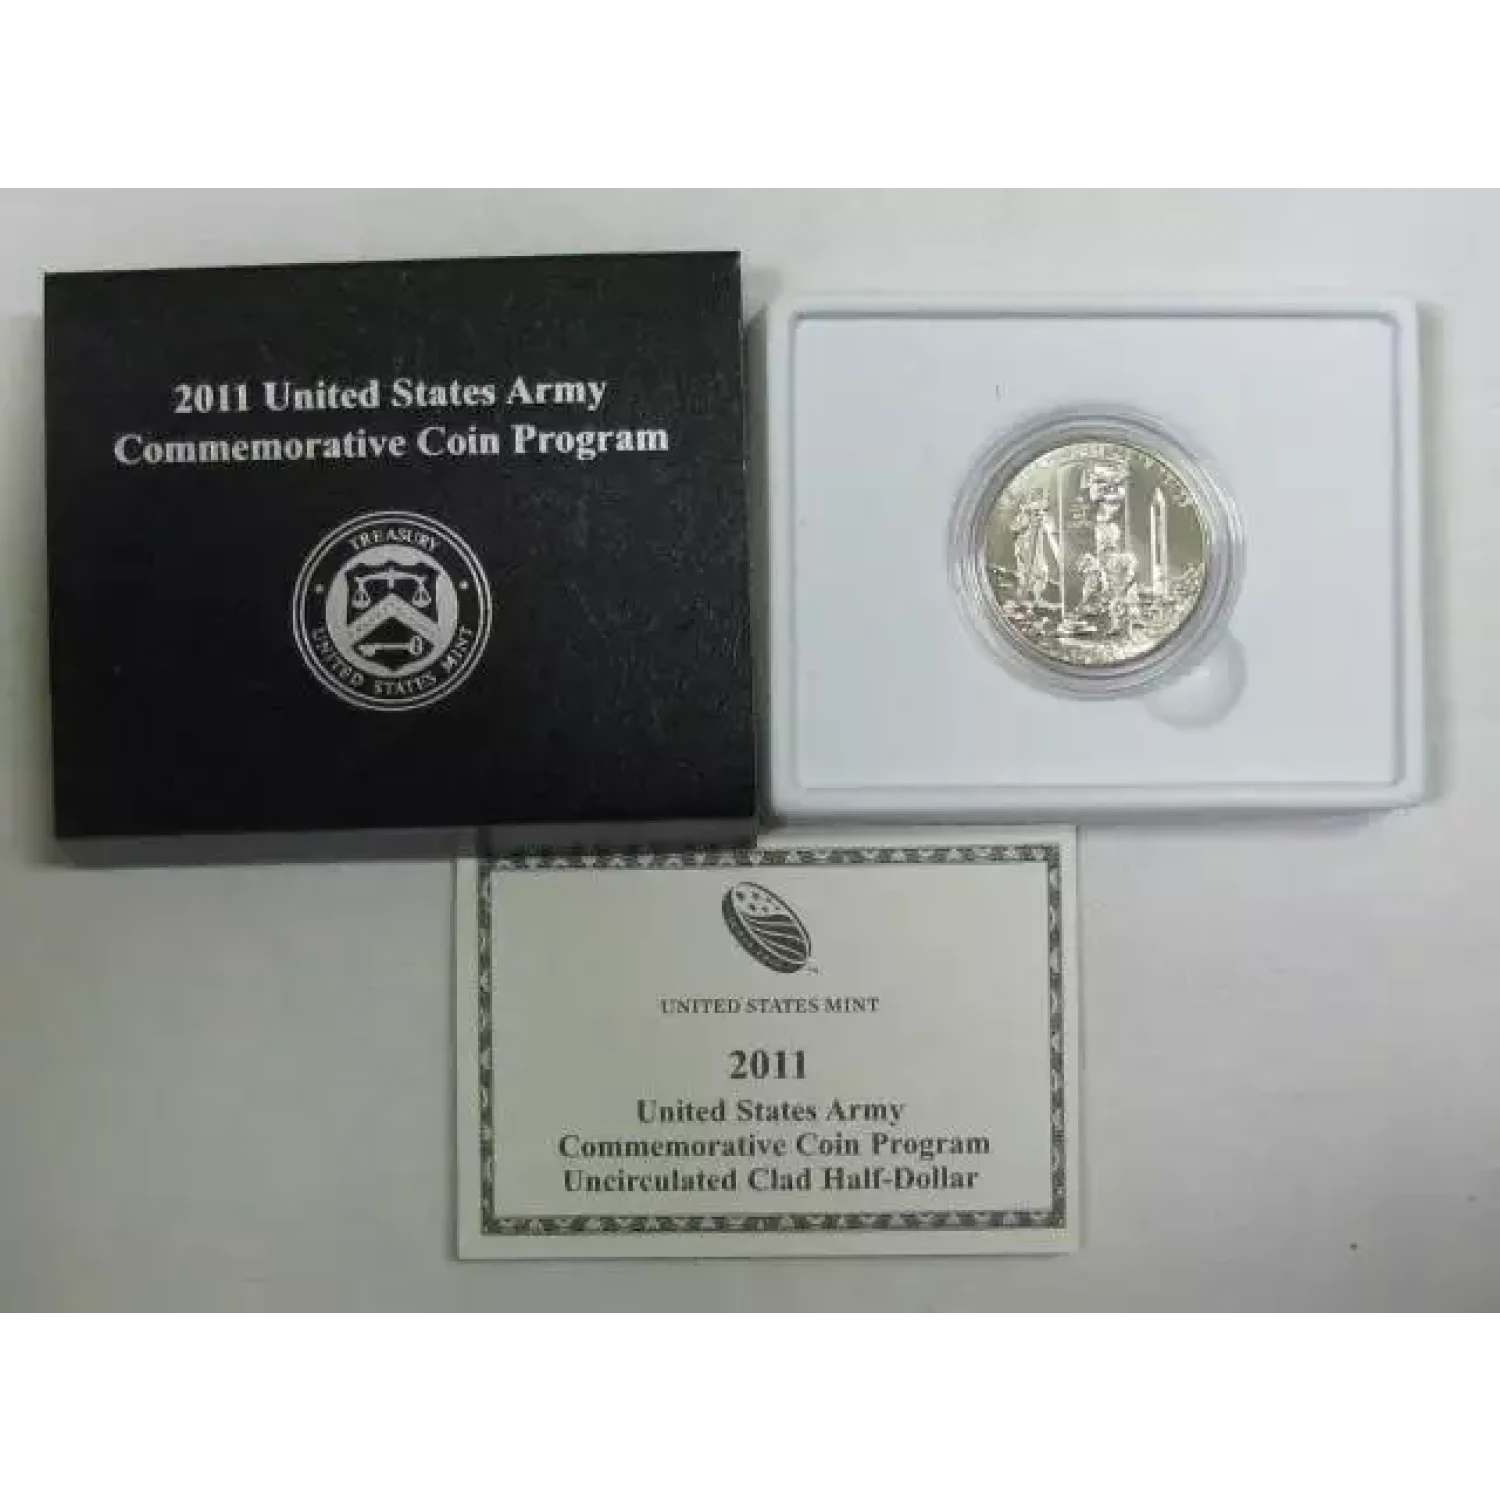 2011 United States Army
Commemorative Coin Program
TREASURY
UNITED STATES MINT
UNITED STATES MINT
2011
United States Army
Commemorative Coin Program
Uncirculated Clad Half-Dollar